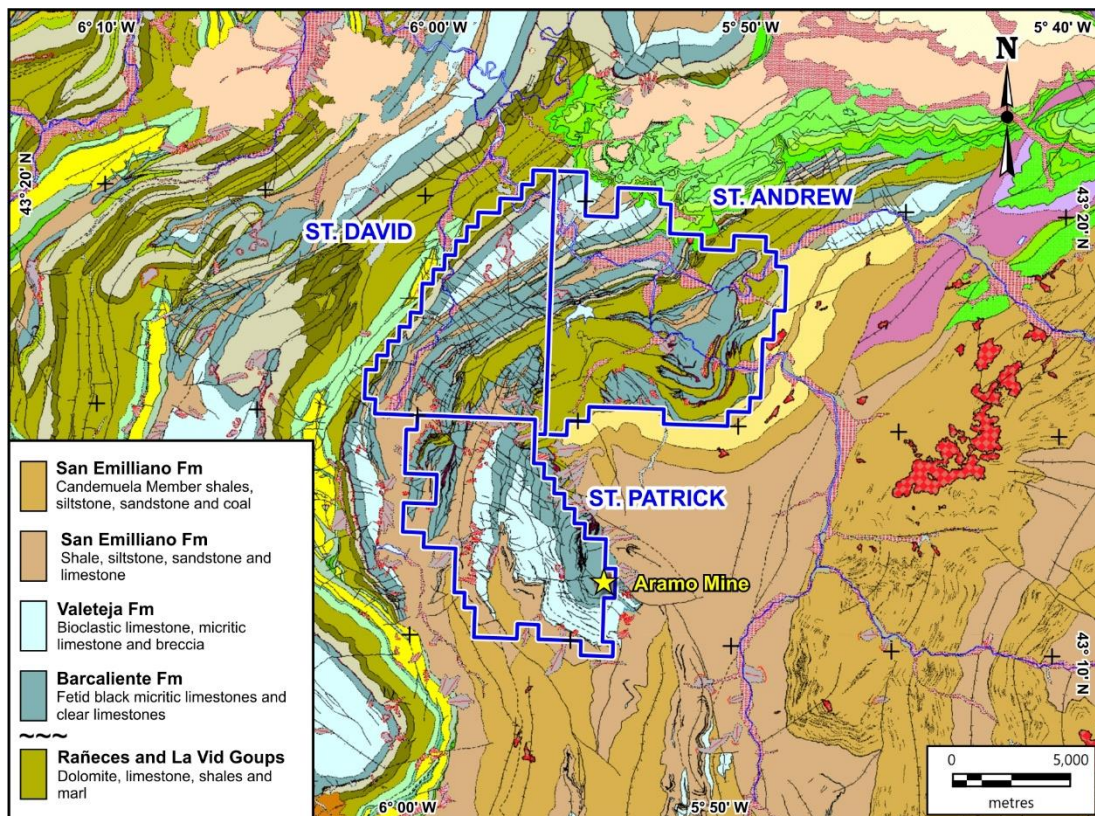 6° 10' W
6° 00' W
5° 50' W
5° 40' W
N
43° 20' N
43° 20' N
ST. DAVID
ST. ANDREW
ST. PATRICK
Aramo Mine
43° 10' N
San Emilliano Fm
Candemuela Member shales,
siltstone, sandstone and coal
San Emilliano Fm
Shale, siltstone, sandstone and
limestone
Valeteja Fm
Bioclastic limestone, micritic
limestone and breccia
Barcaliente Fm
Fetid black micritic limestones and
clear limestones
~~~
Rañeces and La Vid Goups
Dolomite, limestone, shales and
marl
6° 00' W
5° 50' W
0 5,000
metres